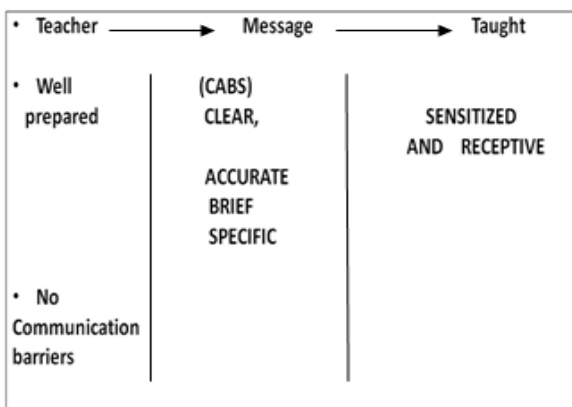 • Teacher Message Taught
• Well (CABS)
prepared CLEAR, SENSITIZED
AND RECEPTIVE
ACCURATE
BRIEF
SPECIFIC
• No
Communication
barriers